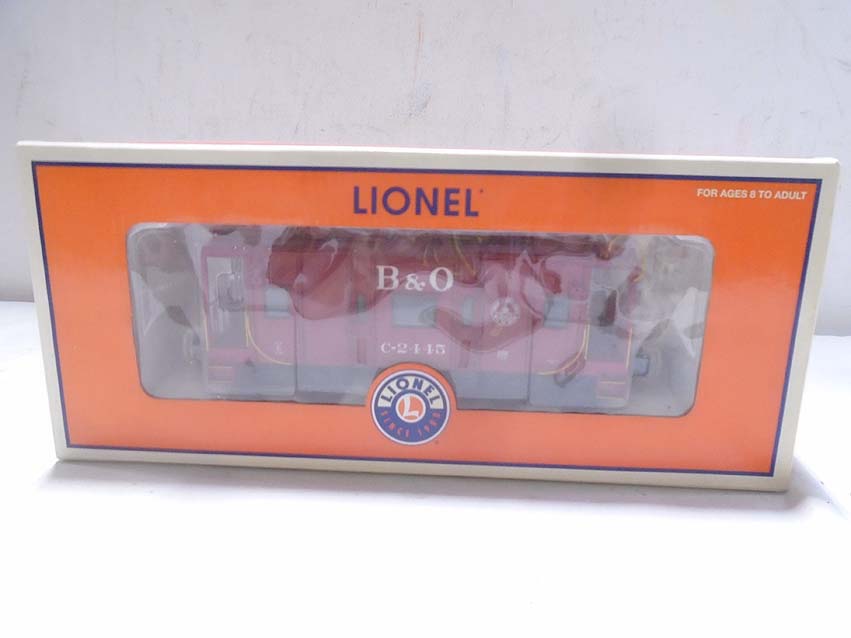 LIONEL
FOR AGES 8 TO ADULT
B & O
C-2445
LIONEL
L
SINCE 1900